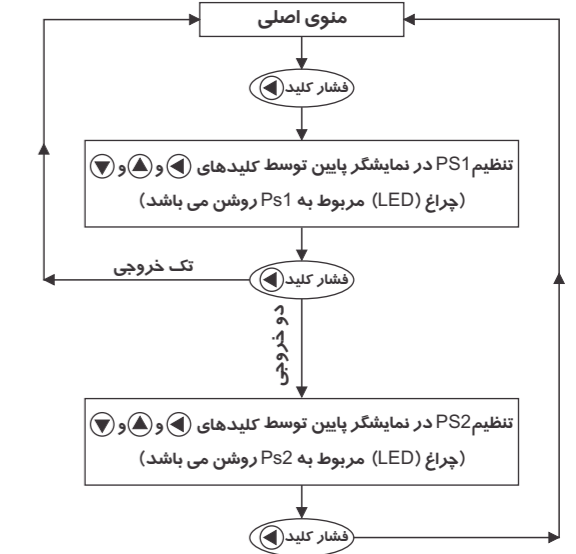 منوی اصلی
فشار کلید ◀
تنظیم PS1 در نمایشگر پایین توسط کلیدهای ◀ و ▲ و ▼
(چراغ (LED) مربوط به Ps1 روشن می باشد)
تک خروجی
فشار کلید ◀
دو خروجی
تنظیم PS2 در نمایشگر پایین توسط کلیدهای ◀ و ▲ و ▼
(چراغ (LED) مربوط به Ps2 روشن می باشد)
فشار کلید ◀